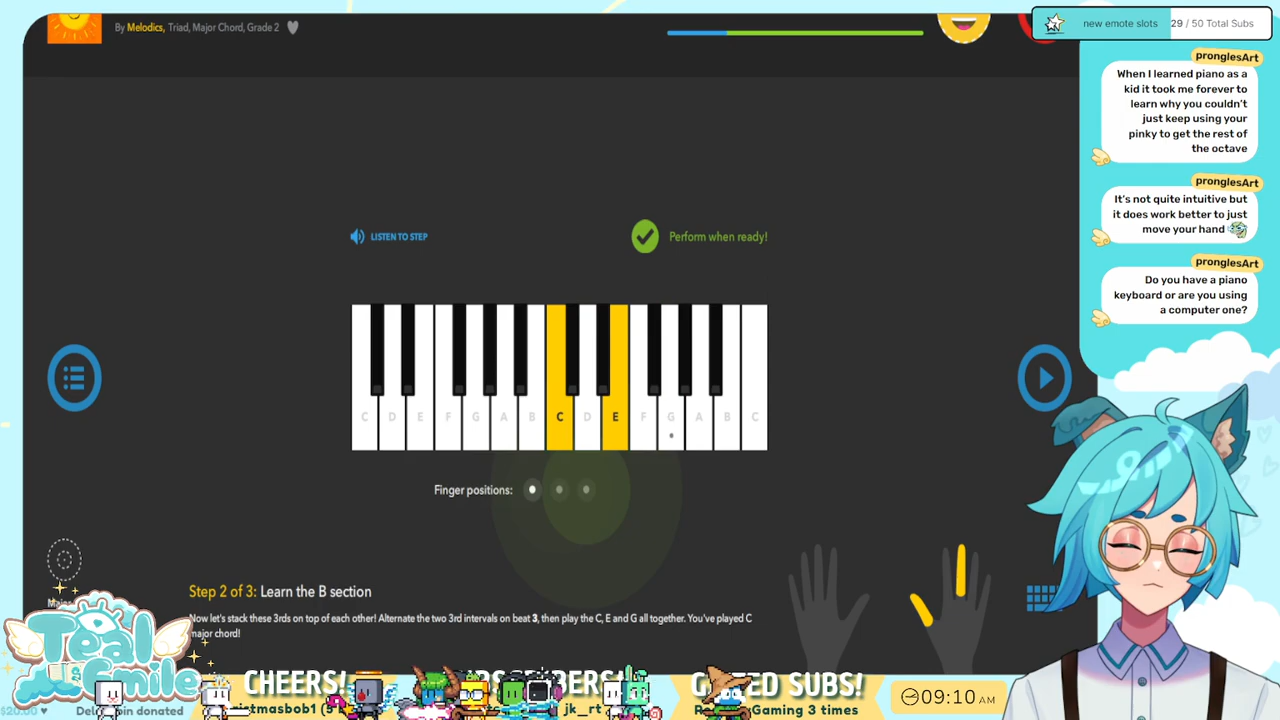 By Melodics, Triad, Major Chord, Grade 2
new emote slots
29 / 50 Total Subs
pronglesArt
When I learned piano as a
kid it took me forever to
learn why you couldn't
just keep using your
pinky to get the rest of
the octave
pronglesArt
It's not quite intuitive but
it does work better to just
move your hand
pronglesArt
Do you have a piano
keyboard or are you using
a computer one?
LISTEN TO STEP
Perform when ready!
C D E F G A B C D E F G A B C
Finger positions:
Step 2 of 3: Learn the B section
Now let's stack these 3rds on top of each other! Alternate the two 3rd intervals on beat 3, then play the C, E and G all together. You've played C
major chord!
Teal
Smile
CHEERS!
SUBS!
09:10 AM
Gaming 3 times
jk_rt
donated